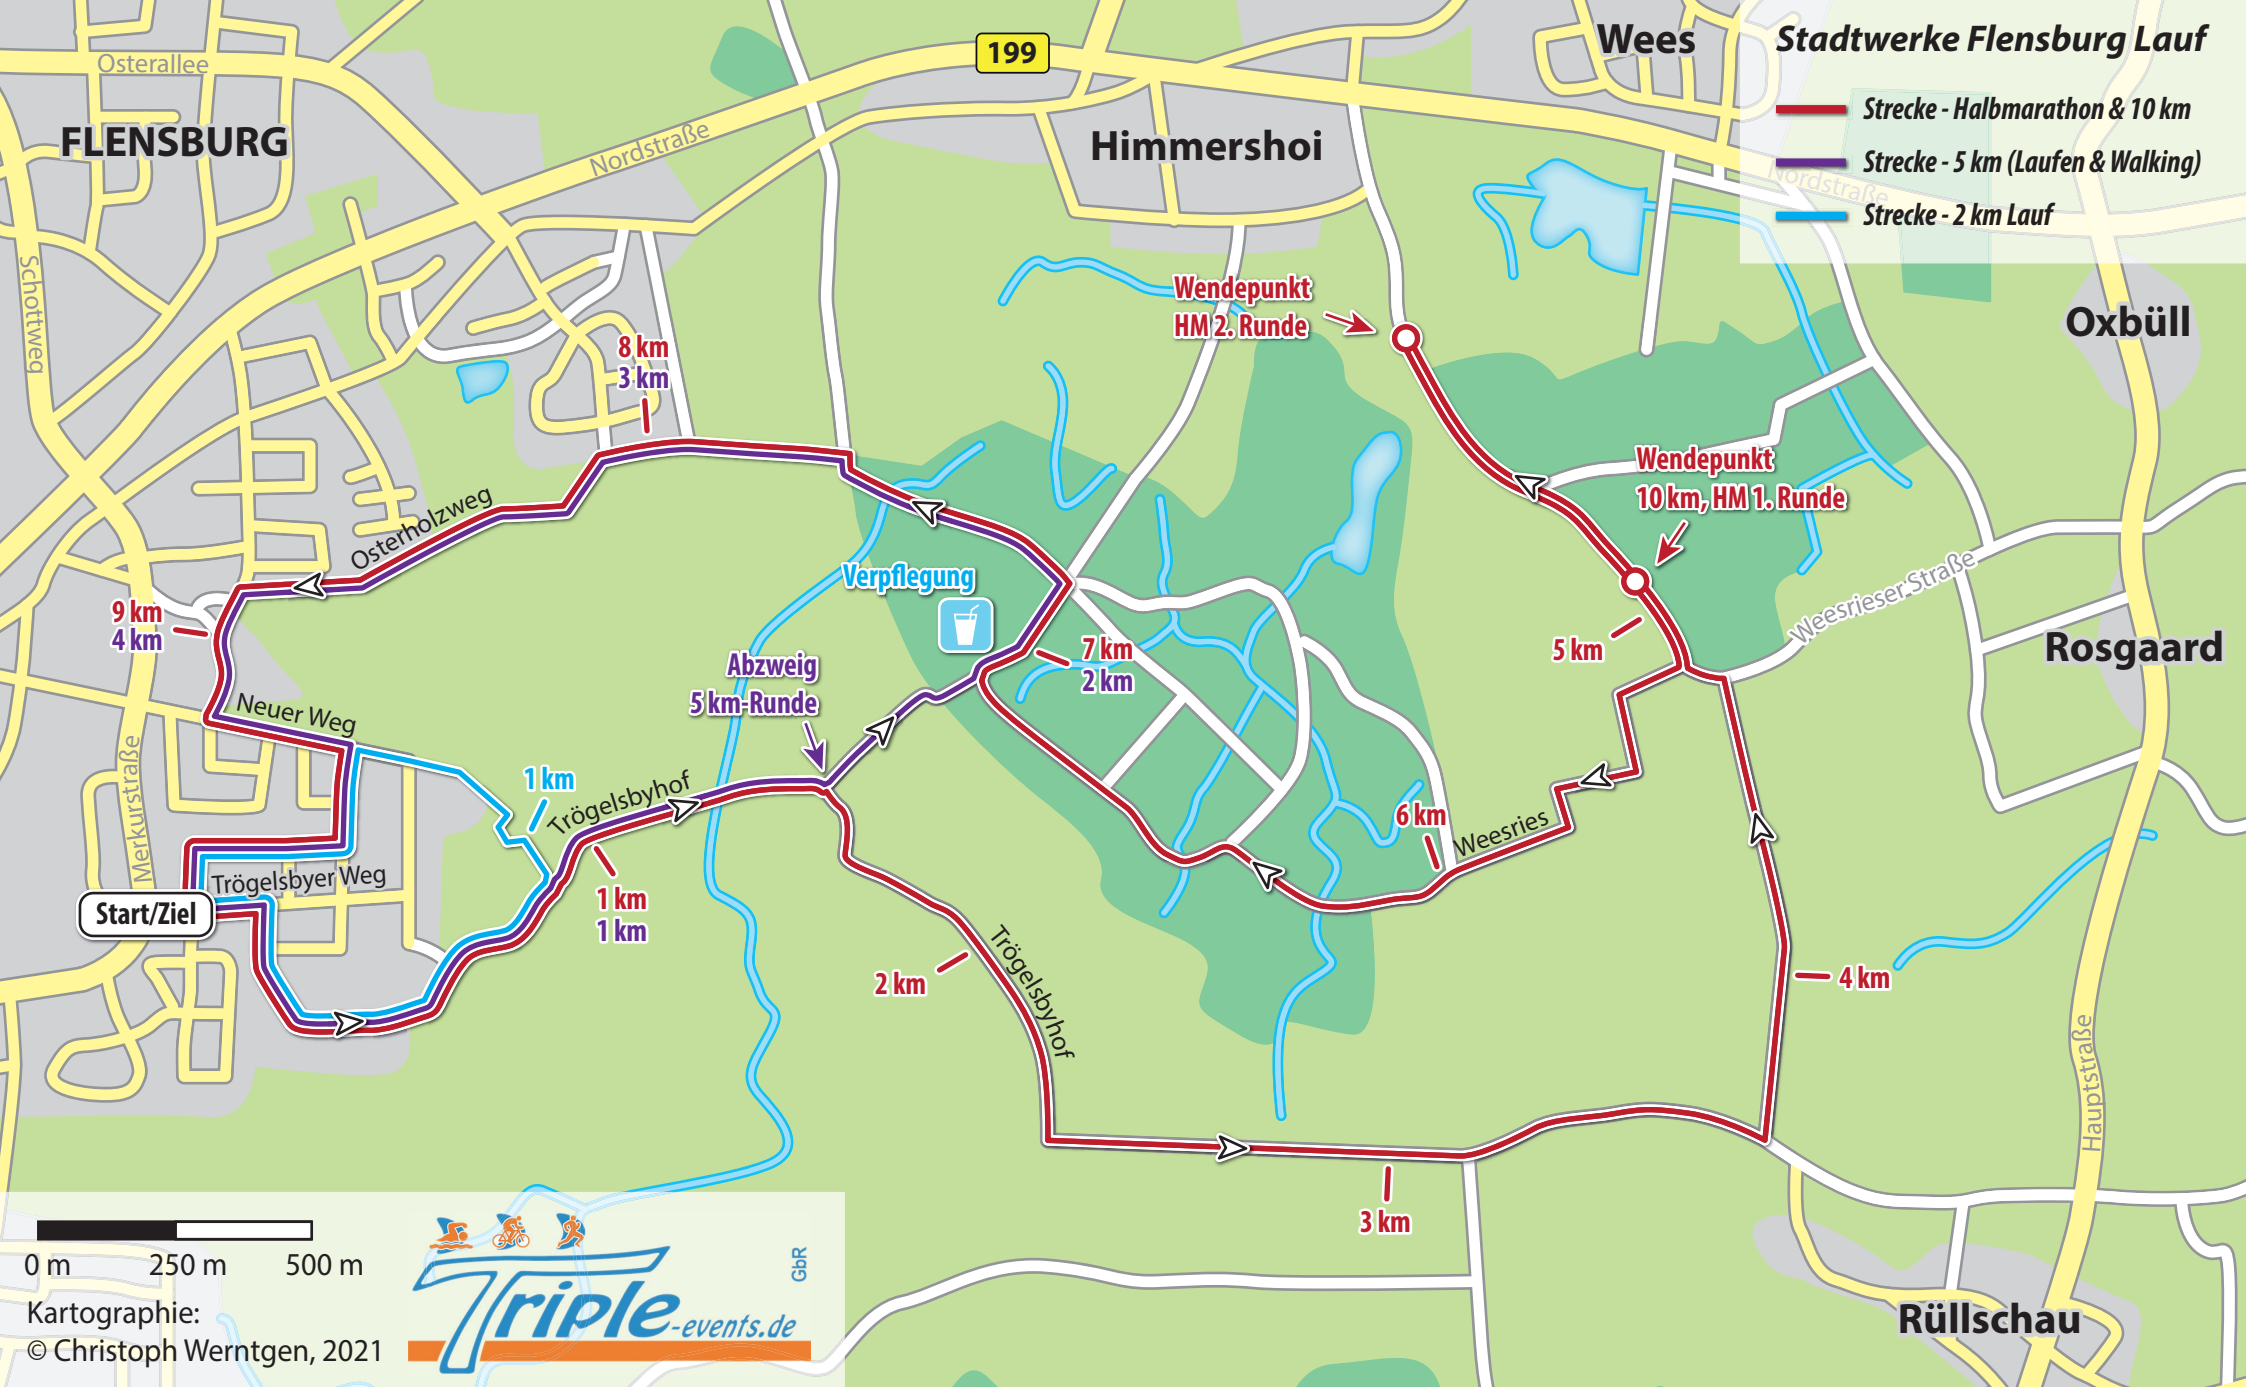 Stadtwerke Flensburg Lauf
Strecke - Halbmarathon & 10 km
Strecke - 5 km (Laufen & Walking)
Strecke - 2 km Lauf
Osterallee
FLENSBURG
Schottweg
Nordstraße
199
Himmershoi
Wees
Nordstraße
Oxbüll
Wendepunkt
HM 2. Runde
8 km
3 km
Wendepunkt
10 km, HM 1. Runde
Osterholzweg
Verpflegung
9 km
4 km
Abzweig
5 km-Runde
7 km
2 km
5 km
Weesrieser Straße
Rosgaard
Neuer Weg
Merkurstraße
1 km
Trögelsbyhof
6 km
Weesries
Trögelsbyer Weg
Start/Ziel
1 km
1 km
2 km
Trögelsbyhof
4 km
Hauptstraße
3 km
Rüllschau
0 m
250 m
500 m
Kartographie:
© Christoph Werntgen, 2021
Triple-events.de
GbR